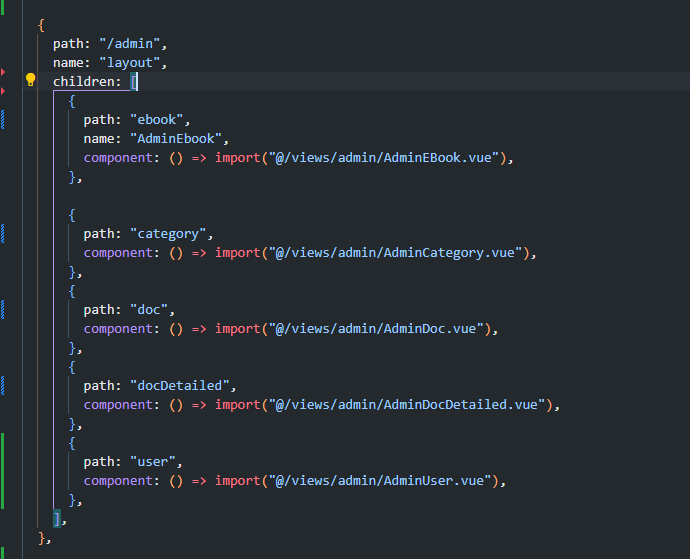 {
path: "/admin",
name: "layout",
children: [
{
path: "ebook",
name: "AdminEbook",
component: () => import("@/views/admin/AdminEBook.vue"),
},
{
path: "category",
component: () => import("@/views/admin/AdminCategory.vue"),
},
{
path: "doc",
component: () => import("@/views/admin/AdminDoc.vue"),
},
{
path: "docDetailed",
component: () => import("@/views/admin/AdminDocDetailed.vue"),
},
{
path: "user",
component: () => import("@/views/admin/AdminUser.vue"),
},
],
},